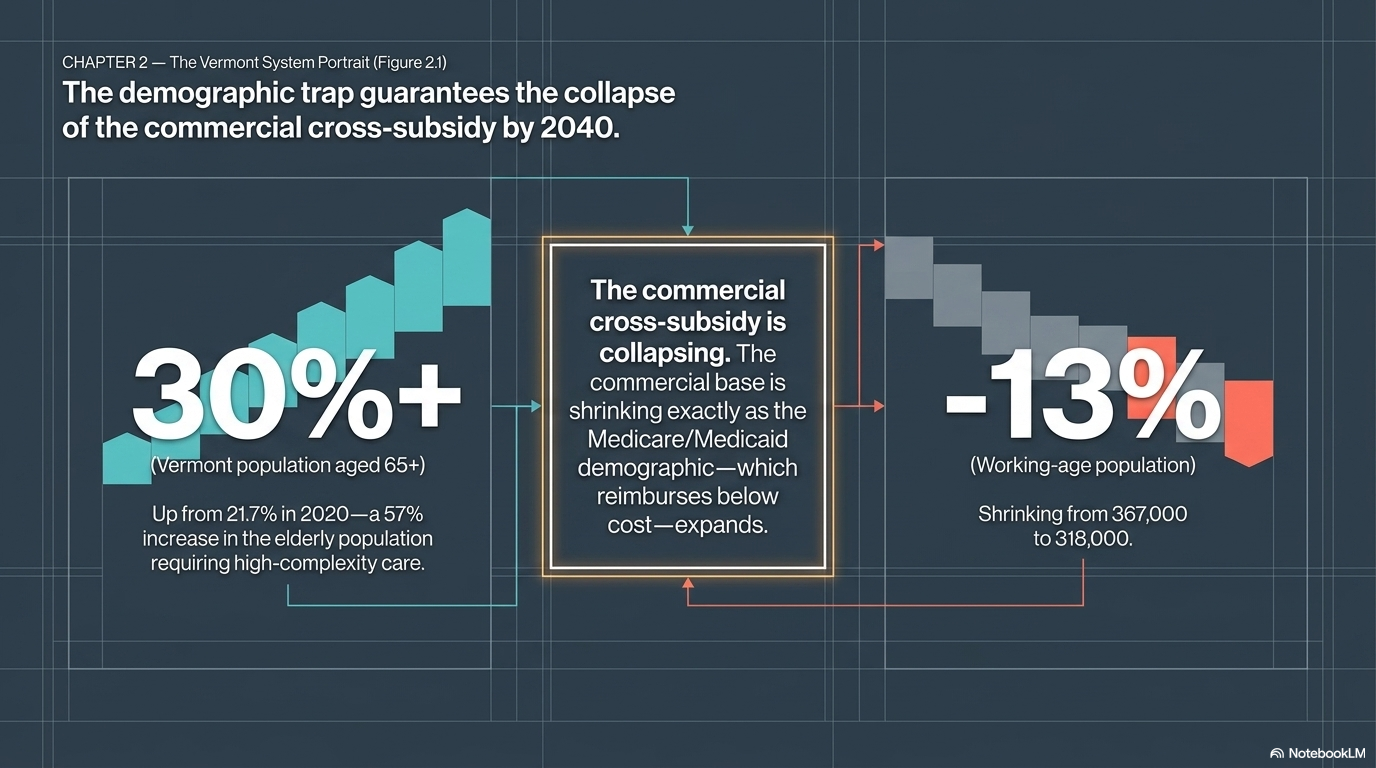 CHAPTER 2 — The Vermont System Portrait (Figure 2.1)
The demographic trap guarantees the collapse
of the commercial cross-subsidy by 2040.
30%+
(Vermont population aged 65+)
Up from 21.7% in 2020—a 57%
increase in the elderly population
requiring high-complexity care.
The commercial
cross-subsidy is
collapsing. The
commercial base is
shrinking exactly as the
Medicare/Medicaid
demographic—which
reimburses below
cost—expands.
-13%
(Working-age population)
Shrinking from 367,000
to 318,000.
NotebookLM